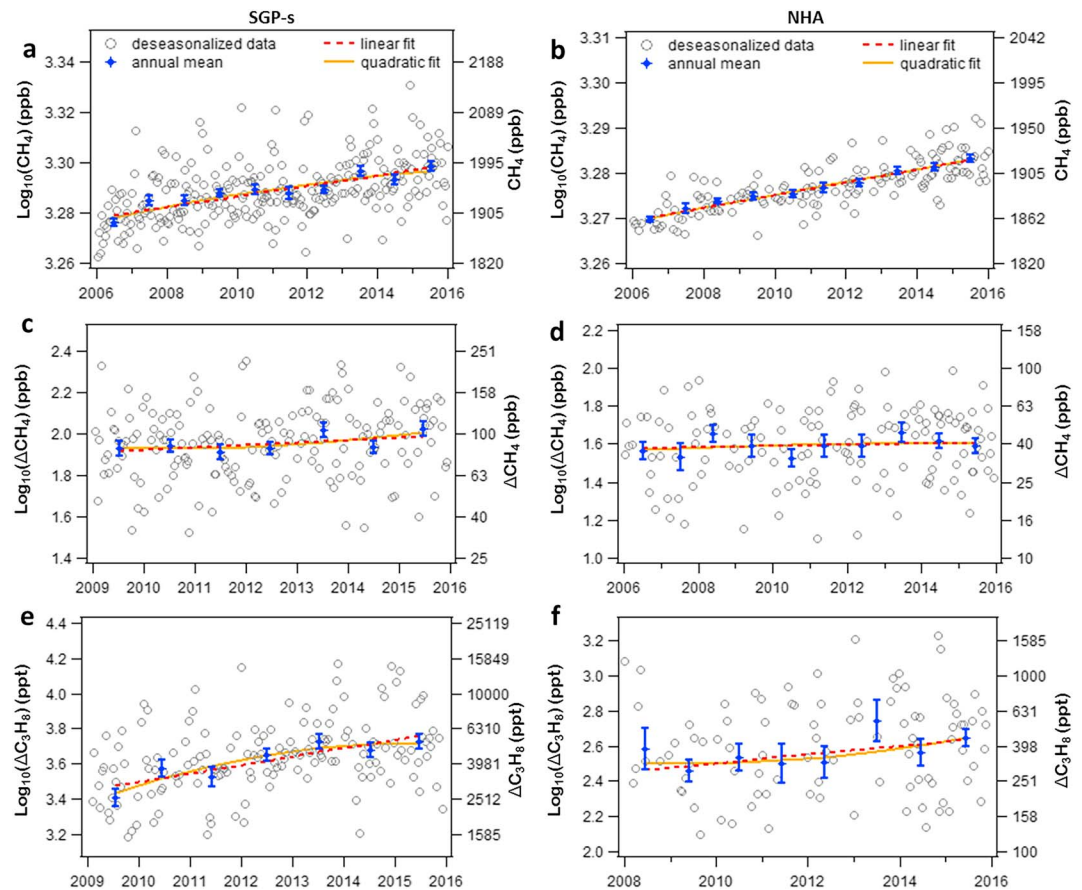 SGP-s NHA
a b
deseasonalized data linear fit
annual mean quadratic fit
3.34
3.32
3.30
3.28
3.26
Log10(CH4) (ppb)
2188
2089
1995
1905
1820
CH4 (ppb)
2006 2008 2010 2012 2014 2016
deseasonalized data linear fit
annual mean quadratic fit
3.31
3.30
3.29
3.28
3.27
3.26
Log10(CH4) (ppb)
2042
1995
1950
1905
1862
1820
CH4 (ppb)
2006 2008 2010 2012 2014 2016
c d
2.4
2.2
2.0
1.8
1.6
1.4
Log10(ΔCH4) (ppb)
251
158
100
63
40
25
ΔCH4 (ppb)
2009 2010 2011 2012 2013 2014 2015 2016
2.2
2.0
1.8
1.6
1.4
1.2
1.0
Log10(ΔCH4) (ppb)
158
100
63
40
25
16
10
ΔCH4 (ppb)
2006 2008 2010 2012 2014 2016
e f
4.4
4.2
4.0
3.8
3.6
3.4
3.2
Log10(ΔC3H8) (ppt)
25119
15849
10000
6310
3981
2512
1585
ΔC3H8 (ppt)
2009 2010 2011 2012 2013 2014 2015 2016
3.2
3.0
2.8
2.6
2.4
2.2
2.0
Log10(ΔC3H8) (ppt)
1585
1000
631
398
251
158
100
ΔC3H8 (ppt)
2008 2010 2012 2014 2016